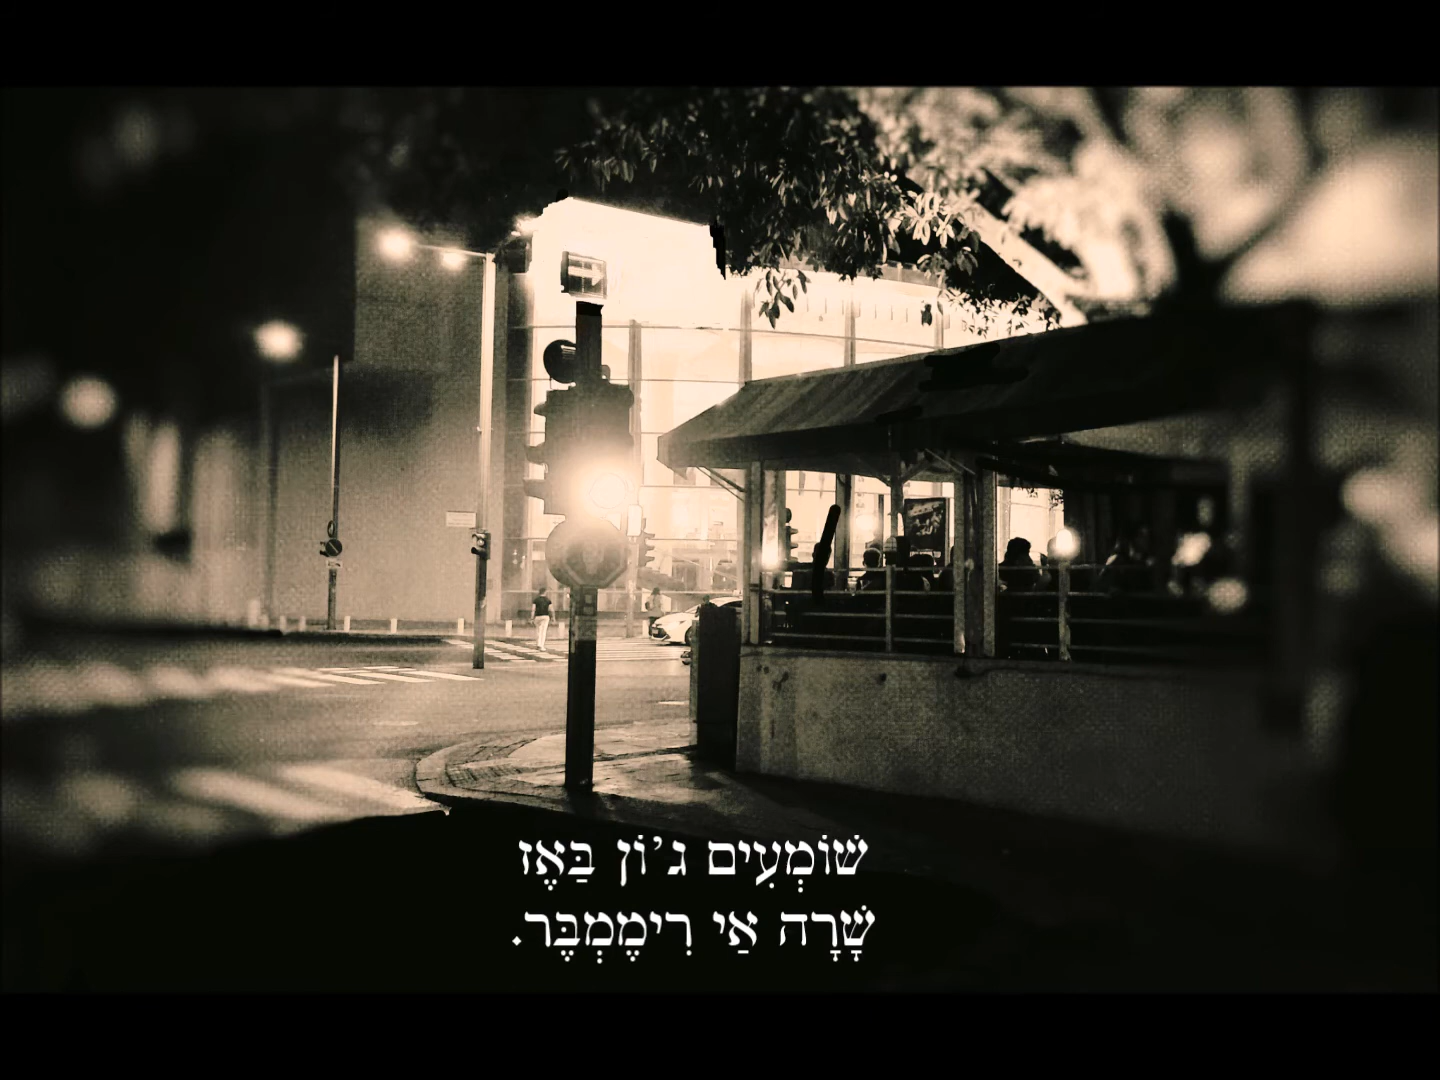 שׁוֹמְעִים ג'וֹן בַּאֶז
שָׁרָה אַי רִימֶמְבֶּר.